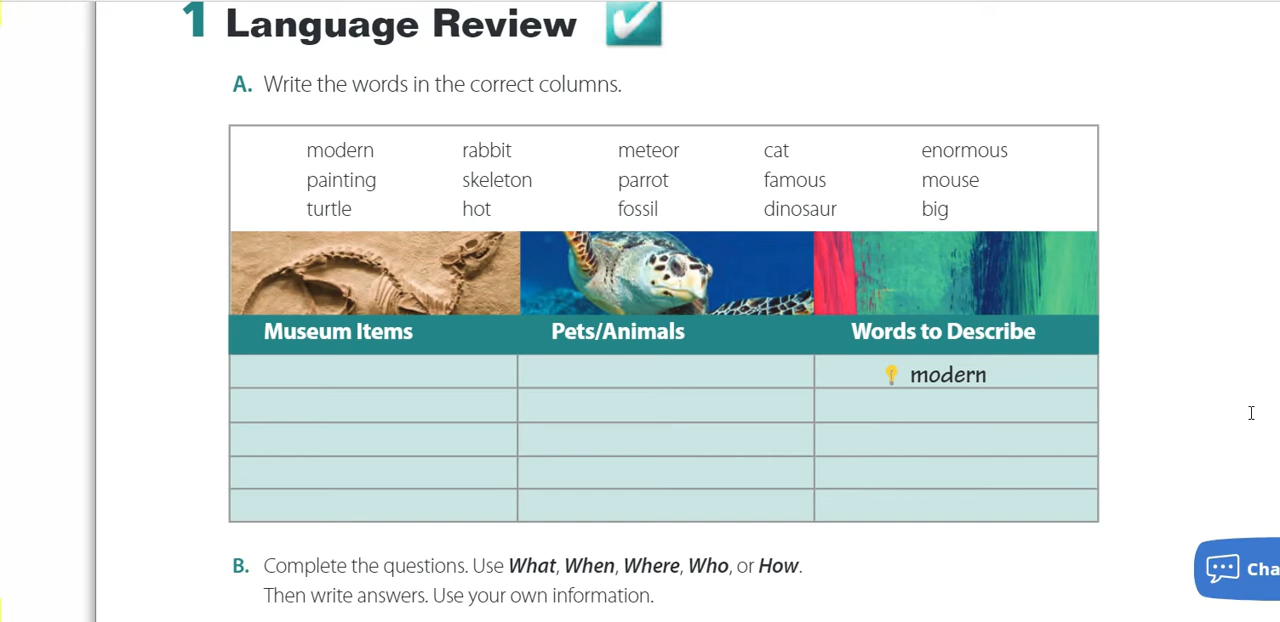 1 Language Review
A. Write the words in the correct columns.
modern rabbit meteor cat enormous
painting skeleton parrot famous mouse
turtle hot fossil dinosaur big
Museum Items Pets/Animals Words to Describe
modern
B. Complete the questions. Use What, When, Where, Who, or How.
Then write answers. Use your own information.
Cha